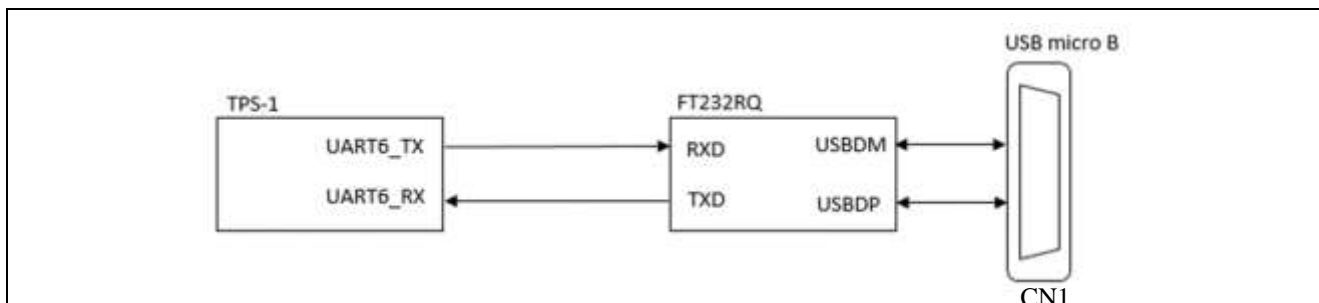 USB micro B
TPS-1
FT232RQ
UART6_TX
RXD
USBDM
UART6_RX
TXD
USBDP
CN1